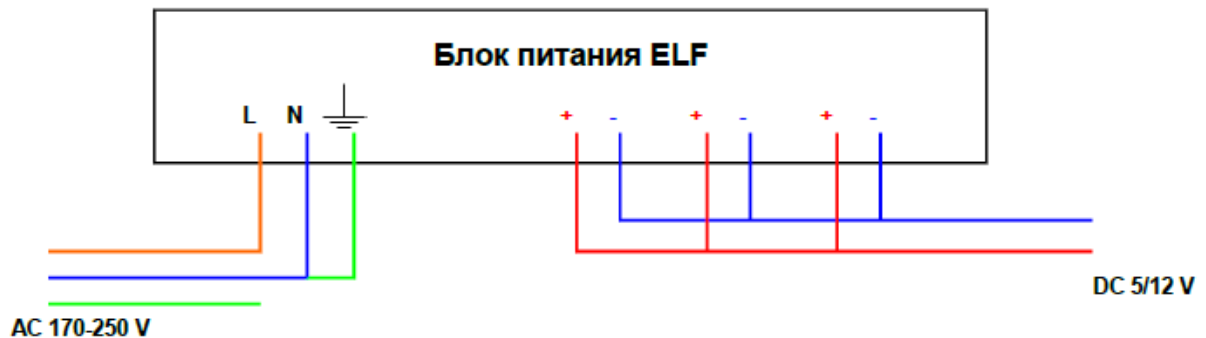 Блок питания ELF
L N + - + - + -
DC 5/12 V
AC 170-250 V